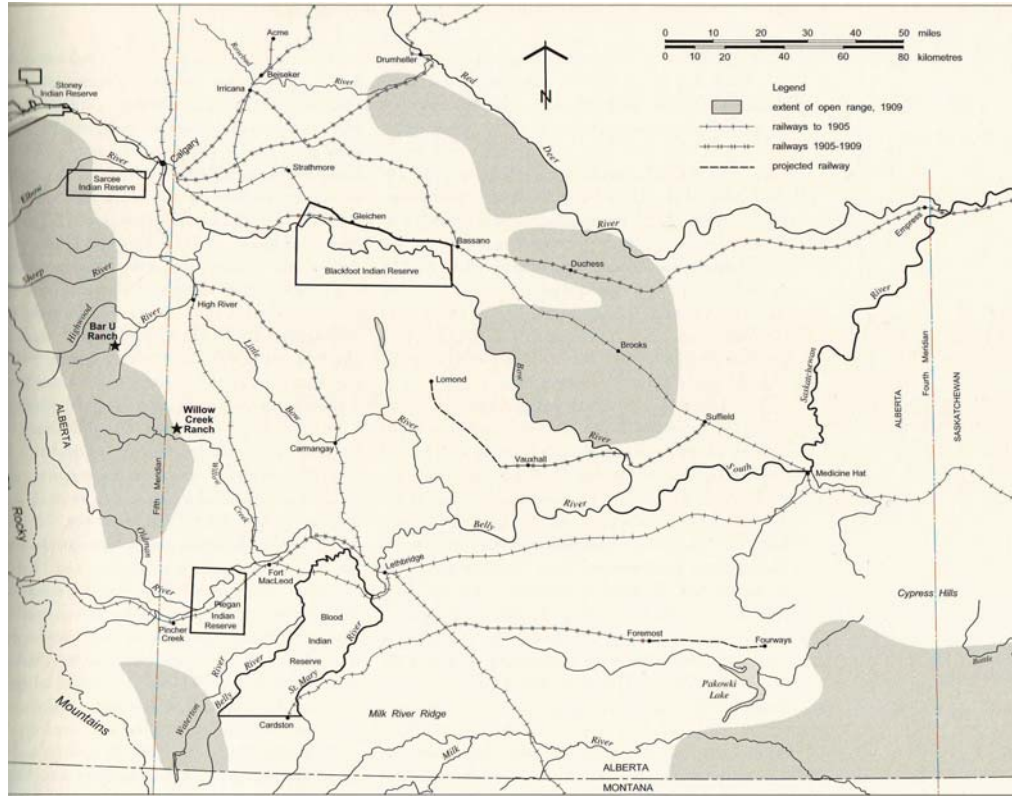 0 10 20 30 40 50 miles
0 20 40 60 80 kilometres
N
Legend
extent of open range, 1909
railways to 1905
railways 1905-1909
projected railway
Acme
Rosebud
River
Beiseker
Irricana
Drumheller
Red
Deer
River
Stoney
Indian Reserve
Calgary
River
Elbow
Sarcee
Indian Reserve
Strathmore
Gleichen
Bassano
Blackfoot Indian Reserve
Duchess
Empress
River
Sheep
River
High River
Highwood
Bar U
Ranch
Little
Bow
Brooks
Bow
River
Saskatchewan
ALBERTA
Fourth Meridian
SASKATCHEWAN
Lomond
Willow
Creek
Ranch
ALBERTA
Fifth Meridian
Willow
Creek
Carmangay
River
Suffield
Vauxhall
South
Medicine Hat
Rocky
Oldman
River
Belly
River
Fort
MacLeod
Lethbridge
Piegan
Indian
Reserve
Pincher
Creek
Blood
Indian
Reserve
River
St. Mary
River
Belly
River
Waterton
Cardston
Mountains
Foremost
Fourways
Cypress Hills
Battle
Pakowki
Lake
Milk River Ridge
Milk
River
ALBERTA
MONTANA